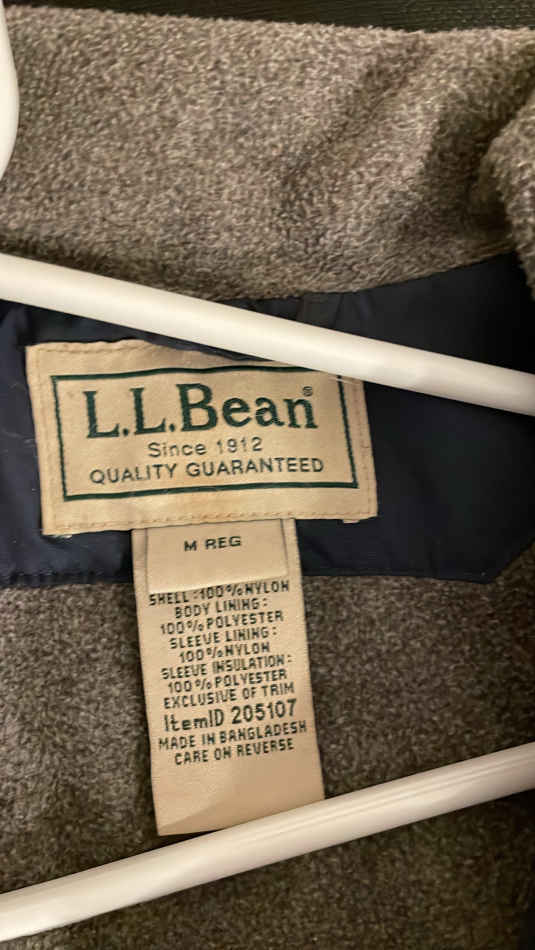 L.L.Bean®
Since 1912
QUALITY GUARANTEED
M REG
SHELL:100%NYLON
BODY LINING:
100%POLYESTER
SLEEVE LINING:
100%NYLON
SLEEVE INSULATION:
100%POLYESTER
EXCLUSIVE OF TRIM
ItemID 205107
MADE IN BANGLADESH
CARE ON REVERSE